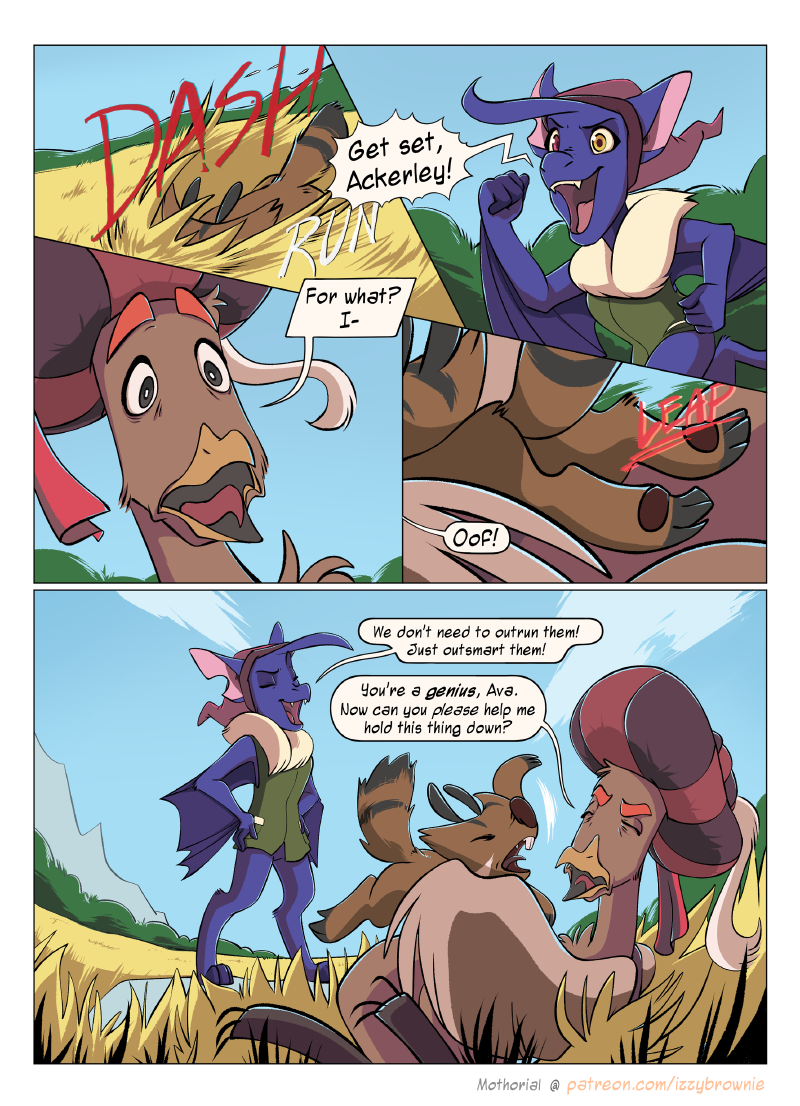 DASH
RUN
Get set,
Ackerley!
For what?
I-
LEAP
Oof!
We don't need to outrun them!
Just outsmart them!
You're a genius, Ava.
Now can you please help me
hold this thing down?
Mothorial @ patreon.com/izzybrownie